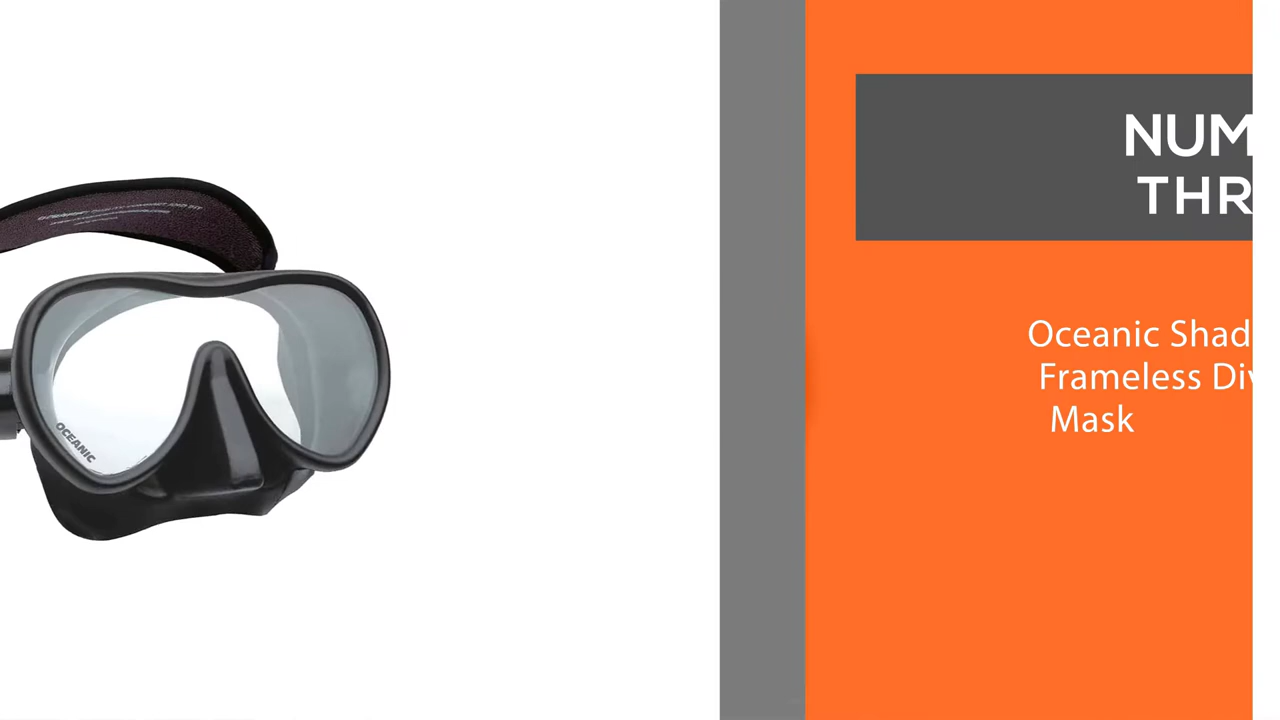 NUM
THR
Oceanic Shad
Frameless Div
Mask
OCEANIC